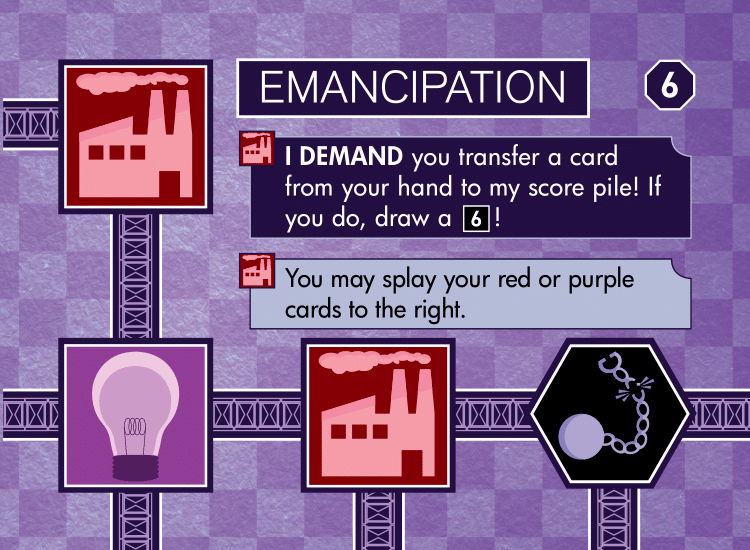 EMANCIPATION
6
I DEMAND you transfer a card
from your hand to my score pile! If
you do, draw a 6!
You may splay your red or purple
cards to the right.